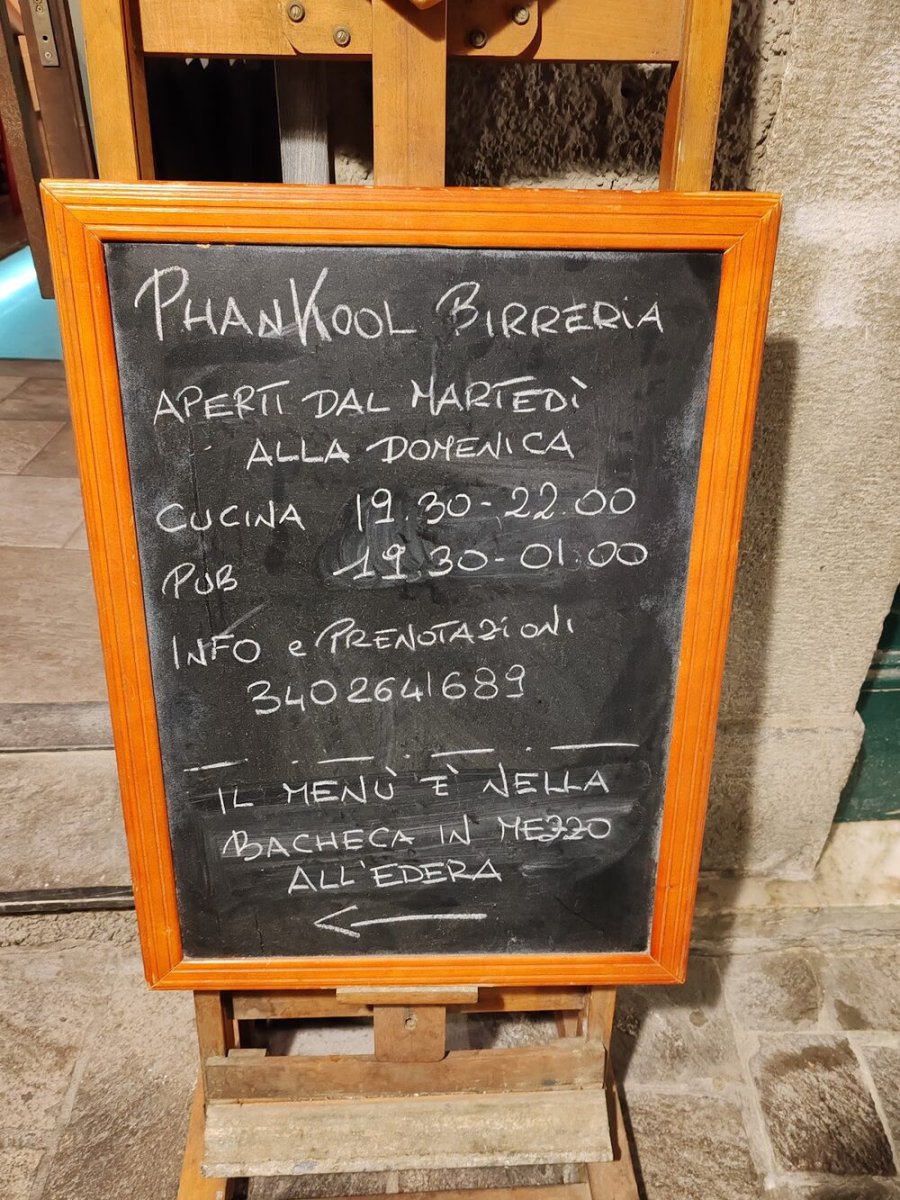 PHANKOOL BIRRERIA
APERTI DAL MARTEDÌ
ALLA DOMENICA
CUCINA 19.30-22.00
PUB 19.30-01:00
INFO e PRENOTAZIONI
3402641689
IL MENÙ È NELLA
BACHECA IN MEZZO
ALL'EDERA